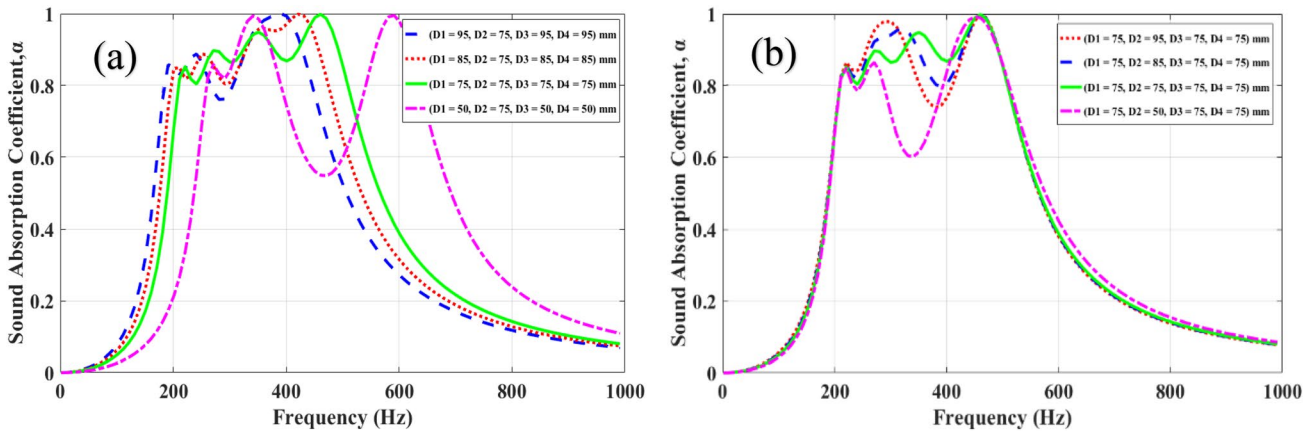 (a)
(D1 = 95, D2 = 75, D3 = 95, D4 = 95) mm
(D1 = 85, D2 = 75, D3 = 85, D4 = 85) mm
(D1 = 75, D2 = 75, D3 = 75, D4 = 75) mm
(D1 = 50, D2 = 75, D3 = 50, D4 = 50) mm
Sound Absorption Coefficient,α
1
0.8
0.6
0.4
0.2
0
0 200 400 600 800 1000
Frequency (Hz)
(b)
(D1 = 75, D2 = 95, D3 = 75, D4 = 75) mm
(D1 = 75, D2 = 85, D3 = 75, D4 = 75) mm
(D1 = 75, D2 = 75, D3 = 75, D4 = 75) mm
(D1 = 75, D2 = 50, D3 = 75, D4 = 75) mm
Sound Absorption Coefficient, α
1
0.8
0.6
0.4
0.2
0
0 200 400 600 800 1000
Frequency (Hz)